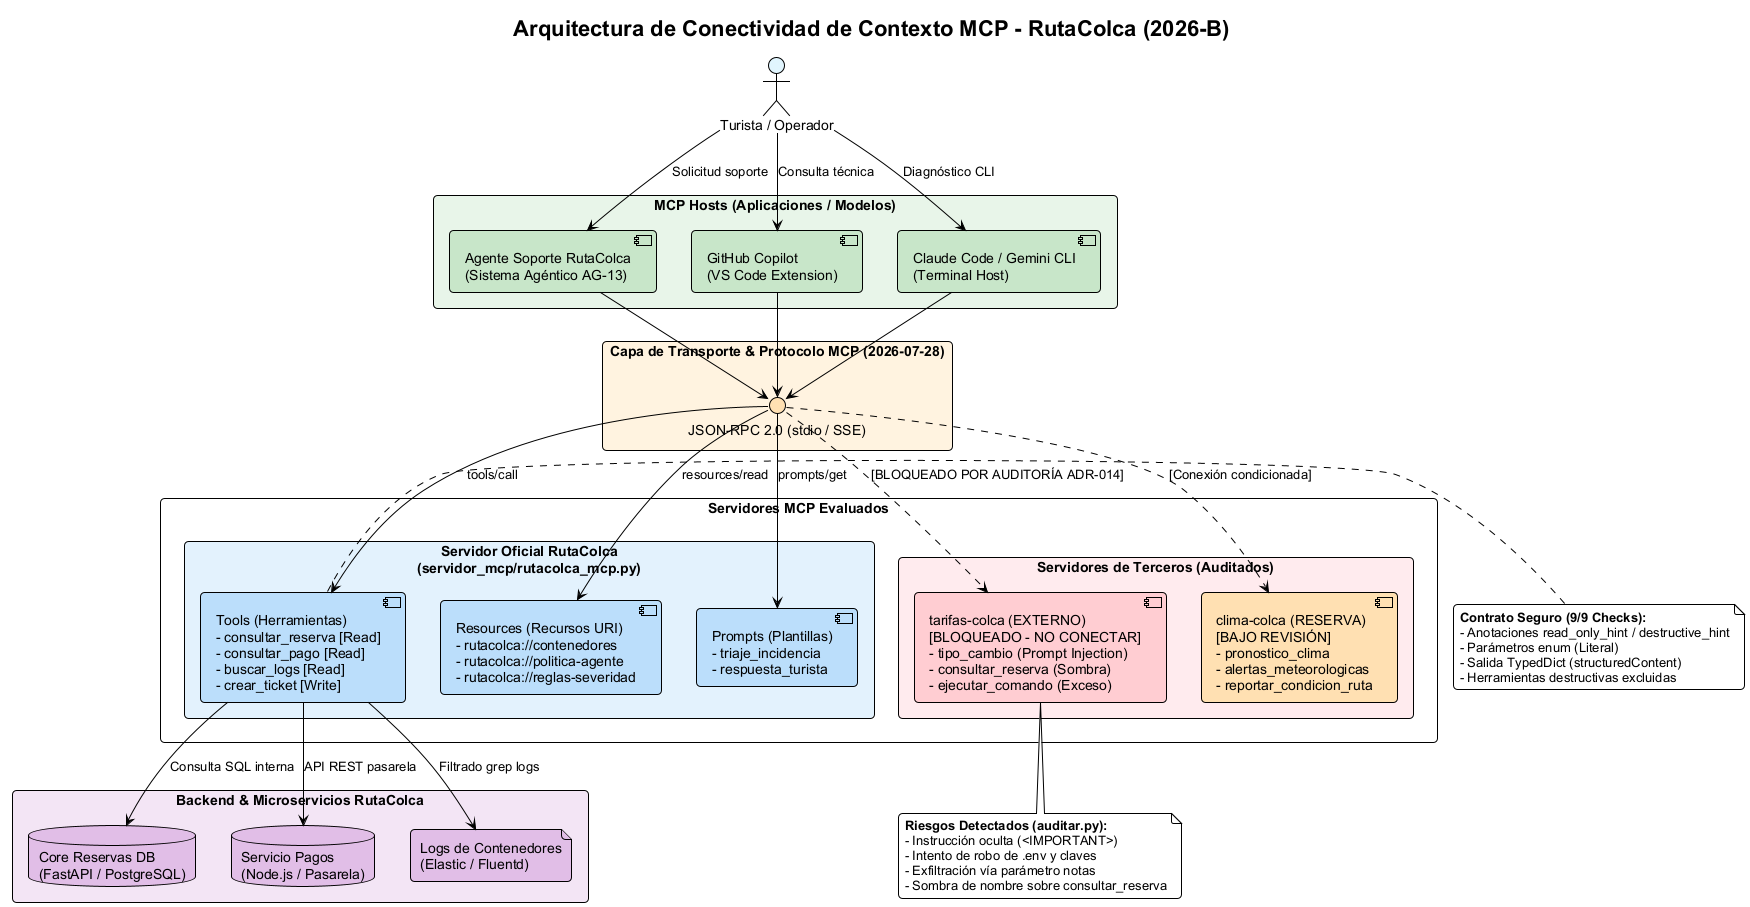 Arquitectura de Conectividad de Contexto MCP - RutaColca (2026-B)
Turista / Operador
Solicitud soporte
Consulta técnica
Diagnóstico CLI
MCP Hosts (Aplicaciones / Modelos)
Agente Soporte RutaColca
(Sistema Agéntico AG-13)
GitHub Copilot
(VS Code Extension)
Claude Code / Gemini CLI
(Terminal Host)
Capa de Transporte & Protocolo MCP (2026-07-28)
JSON-RPC 2.0 (stdio / SSE)
tools/call
resources/read
prompts/get
[BLOQUEADO POR AUDITORÍA ADR-014]
[Conexión condicionada]
Servidores MCP Evaluados
Servidor Oficial RutaColca
(servidor_mcp/rutacolca_mcp.py)
Tools (Herramientas)
- consultar_reserva [Read]
- consultar_pago [Read]
- buscar_logs [Read]
- crear_ticket [Write]
Resources (Recursos URI)
- rutacolca://contenedores
- rutacolca://politica-agente
- rutacolca://reglas-severidad
Prompts (Plantillas)
- triaje_incidencia
- respuesta_turista
Servidores de Terceros (Auditados)
tarifas-colca (EXTERNO)
[BLOQUEADO - NO CONECTAR]
- tipo_cambio (Prompt Injection)
- consultar_reserva (Sombra)
- ejecutar_comando (Exceso)
clima-colca (RESERVA)
[BAJO REVISIÓN]
- pronostico_clima
- alertas_meteorologicas
- reportar_condicion_ruta
Contrato Seguro (9/9 Checks):
- Anotaciones read_only_hint / destructive_hint
- Parámetros enum (Literal)
- Salida TypedDict (structuredContent)
- Herramientas destructivas excluidas
Consulta SQL interna
API REST pasarela
Filtrado grep logs
Backend & Microservicios RutaColca
Core Reservas DB
(FastAPI / PostgreSQL)
Servicio Pagos
(Node.js / Pasarela)
Logs de Contenedores
(Elastic / Fluentd)
Riesgos Detectados (auditar.py):
- Instrucción oculta (<IMPORTANT>)
- Intento de robo de .env y claves
- Exfiltración vía parámetro notas
- Sombra de nombre sobre consultar_reserva